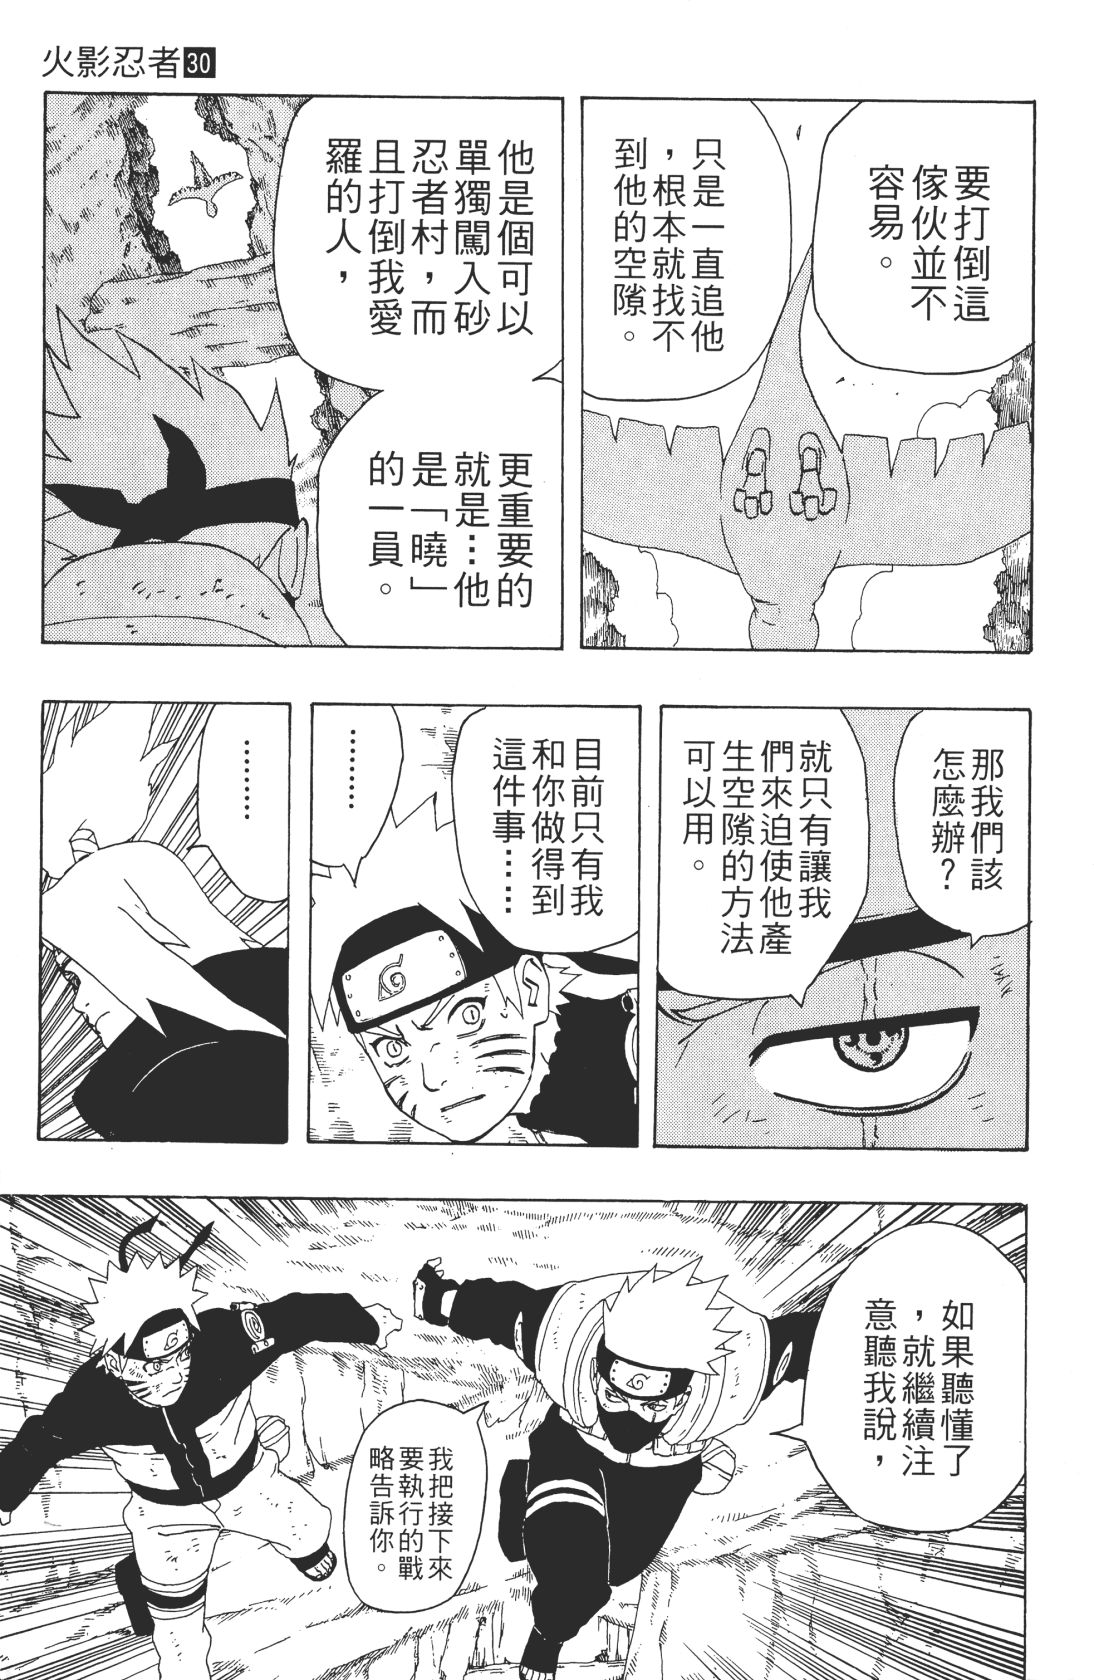 火影忍者30
要打倒這
傢伙並不
容易。
只是一直追他
，根本就找不
到他的空隙。
他是個可以
單獨闖入砂
忍者村，而
且打倒我愛
羅的人，
更重要的
就是…他
是「曉」
的一員。
那我們該
怎麼辦？
就只有讓我
們來迫使他產
生空隙的方法
可以用。
目前只有我
和你做得到
這件事……
………
………
如果聽懂了
，就繼續注
意聽我說，
我把接下來
要執行的戰
略告訴你。